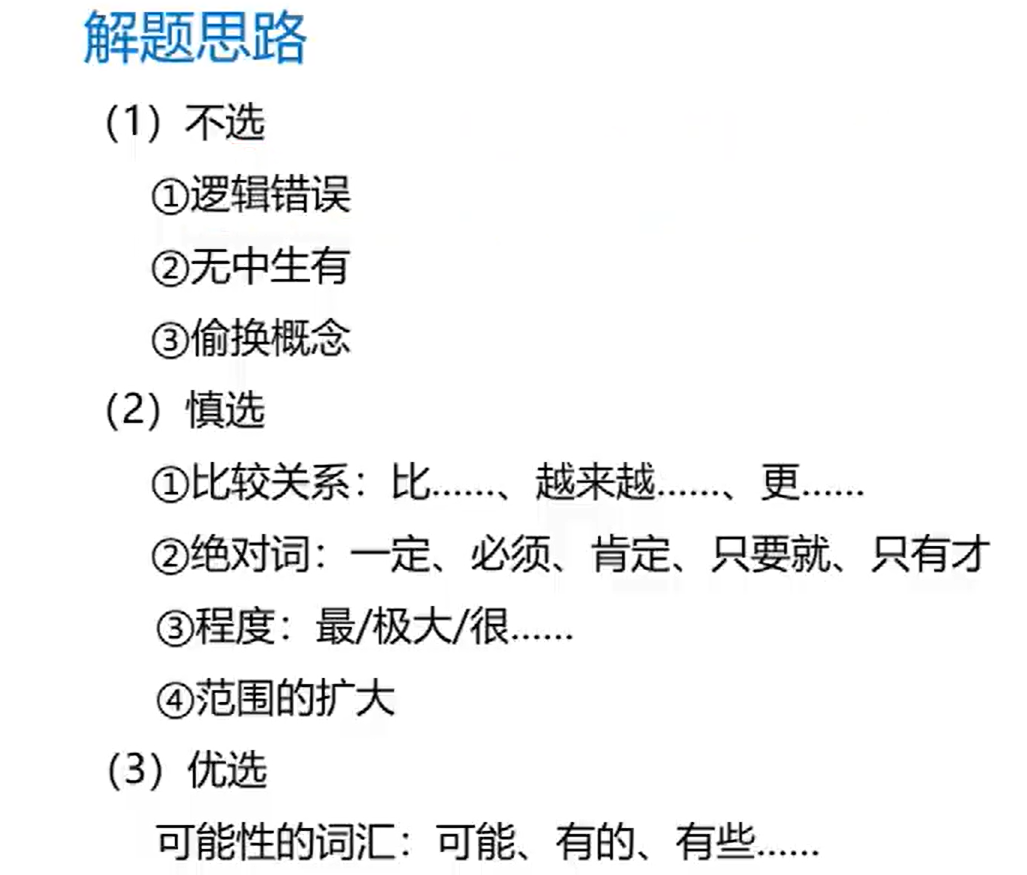 解题思路
（1）不选
①逻辑错误
②无中生有
③偷换概念
（2）慎选
①比较关系：比……、越来越……、更……
②绝对词：一定、必须、肯定、只要就、只有才
③程度：最/极大/很……
④范围的扩大
（3）优选
可能性的词汇：可能、有的、有些……